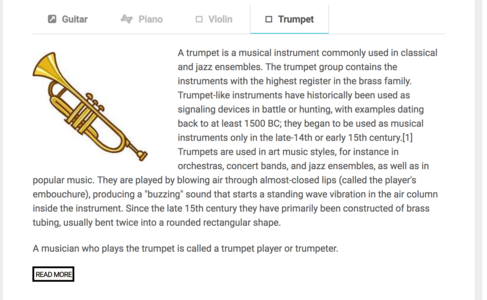 Guitar Piano Violin Trumpet
A trumpet is a musical instrument commonly used in classical
and jazz ensembles. The trumpet group contains the
instruments with the highest register in the brass family.
Trumpet-like instruments have historically been used as
signaling devices in battle or hunting, with examples dating
back to at least 1500 BC; they began to be used as musical
instruments only in the late-14th or early 15th century.[1]
Trumpets are used in art music styles, for instance in
orchestras, concert bands, and jazz ensembles, as well as in
popular music. They are played by blowing air through almost-closed lips (called the player's
embouchure), producing a "buzzing" sound that starts a standing wave vibration in the air column
inside the instrument. Since the late 15th century they have primarily been constructed of brass
tubing, usually bent twice into a rounded rectangular shape.
A musician who plays the trumpet is called a trumpet player or trumpeter.
READ MORE